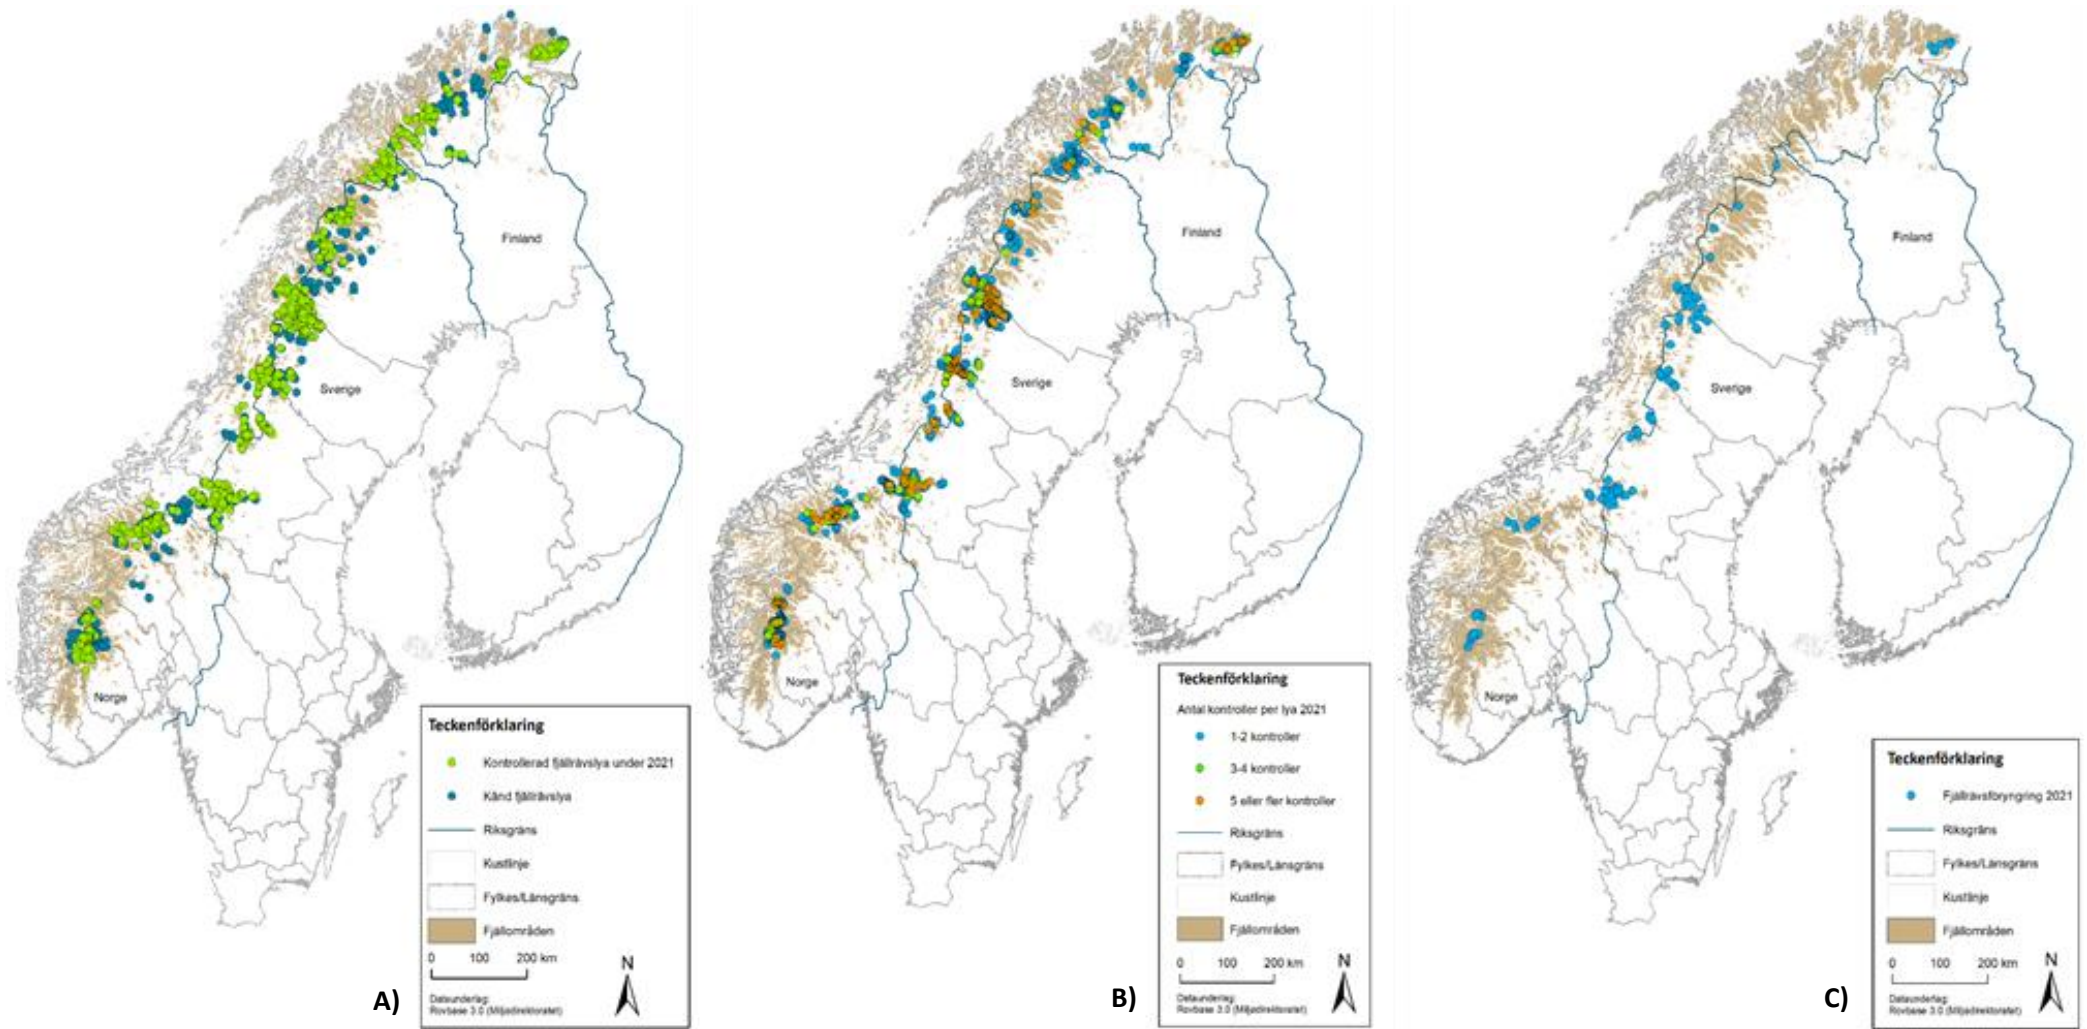 Finland
Sverige
Norge
Teckenförklaring
Kontrollerad fjällrävslya under 2021
Känd fjällrävslya
Riksgräns
Kustlinje
Fylkes/Länsgräns
Fjällområden
0 100 200 km
N
Dataunderlag:
Rovbase 3.0 (Miljødirektoratet)
A)
Finland
Sverige
Norge
Teckenförklaring
Antal kontroller per lya 2021
1-2 kontroller
3-4 kontroller
5 eller fler kontroller
Riksgräns
Fylkes/Länsgräns
Kustlinje
Fjällområden
0 100 200 km
N
Dataunderlag:
Rovbase 3.0 (Miljødirektoratet)
B)
Finland
Sverige
Norge
Teckenförklaring
Fjällrävsföryngring 2021
Riksgräns
Fylkes/Länsgräns
Kustlinje
Fjällområden
0 100 200 km
N
Dataunderlag:
Rovbase 3.0 (Miljødirektoratet)
C)